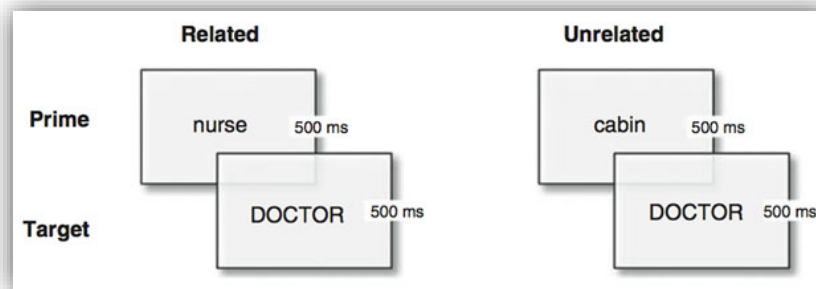 Related Unrelated
Prime nurse 500 ms cabin 500 ms
Target DOCTOR 500 ms DOCTOR 500 ms